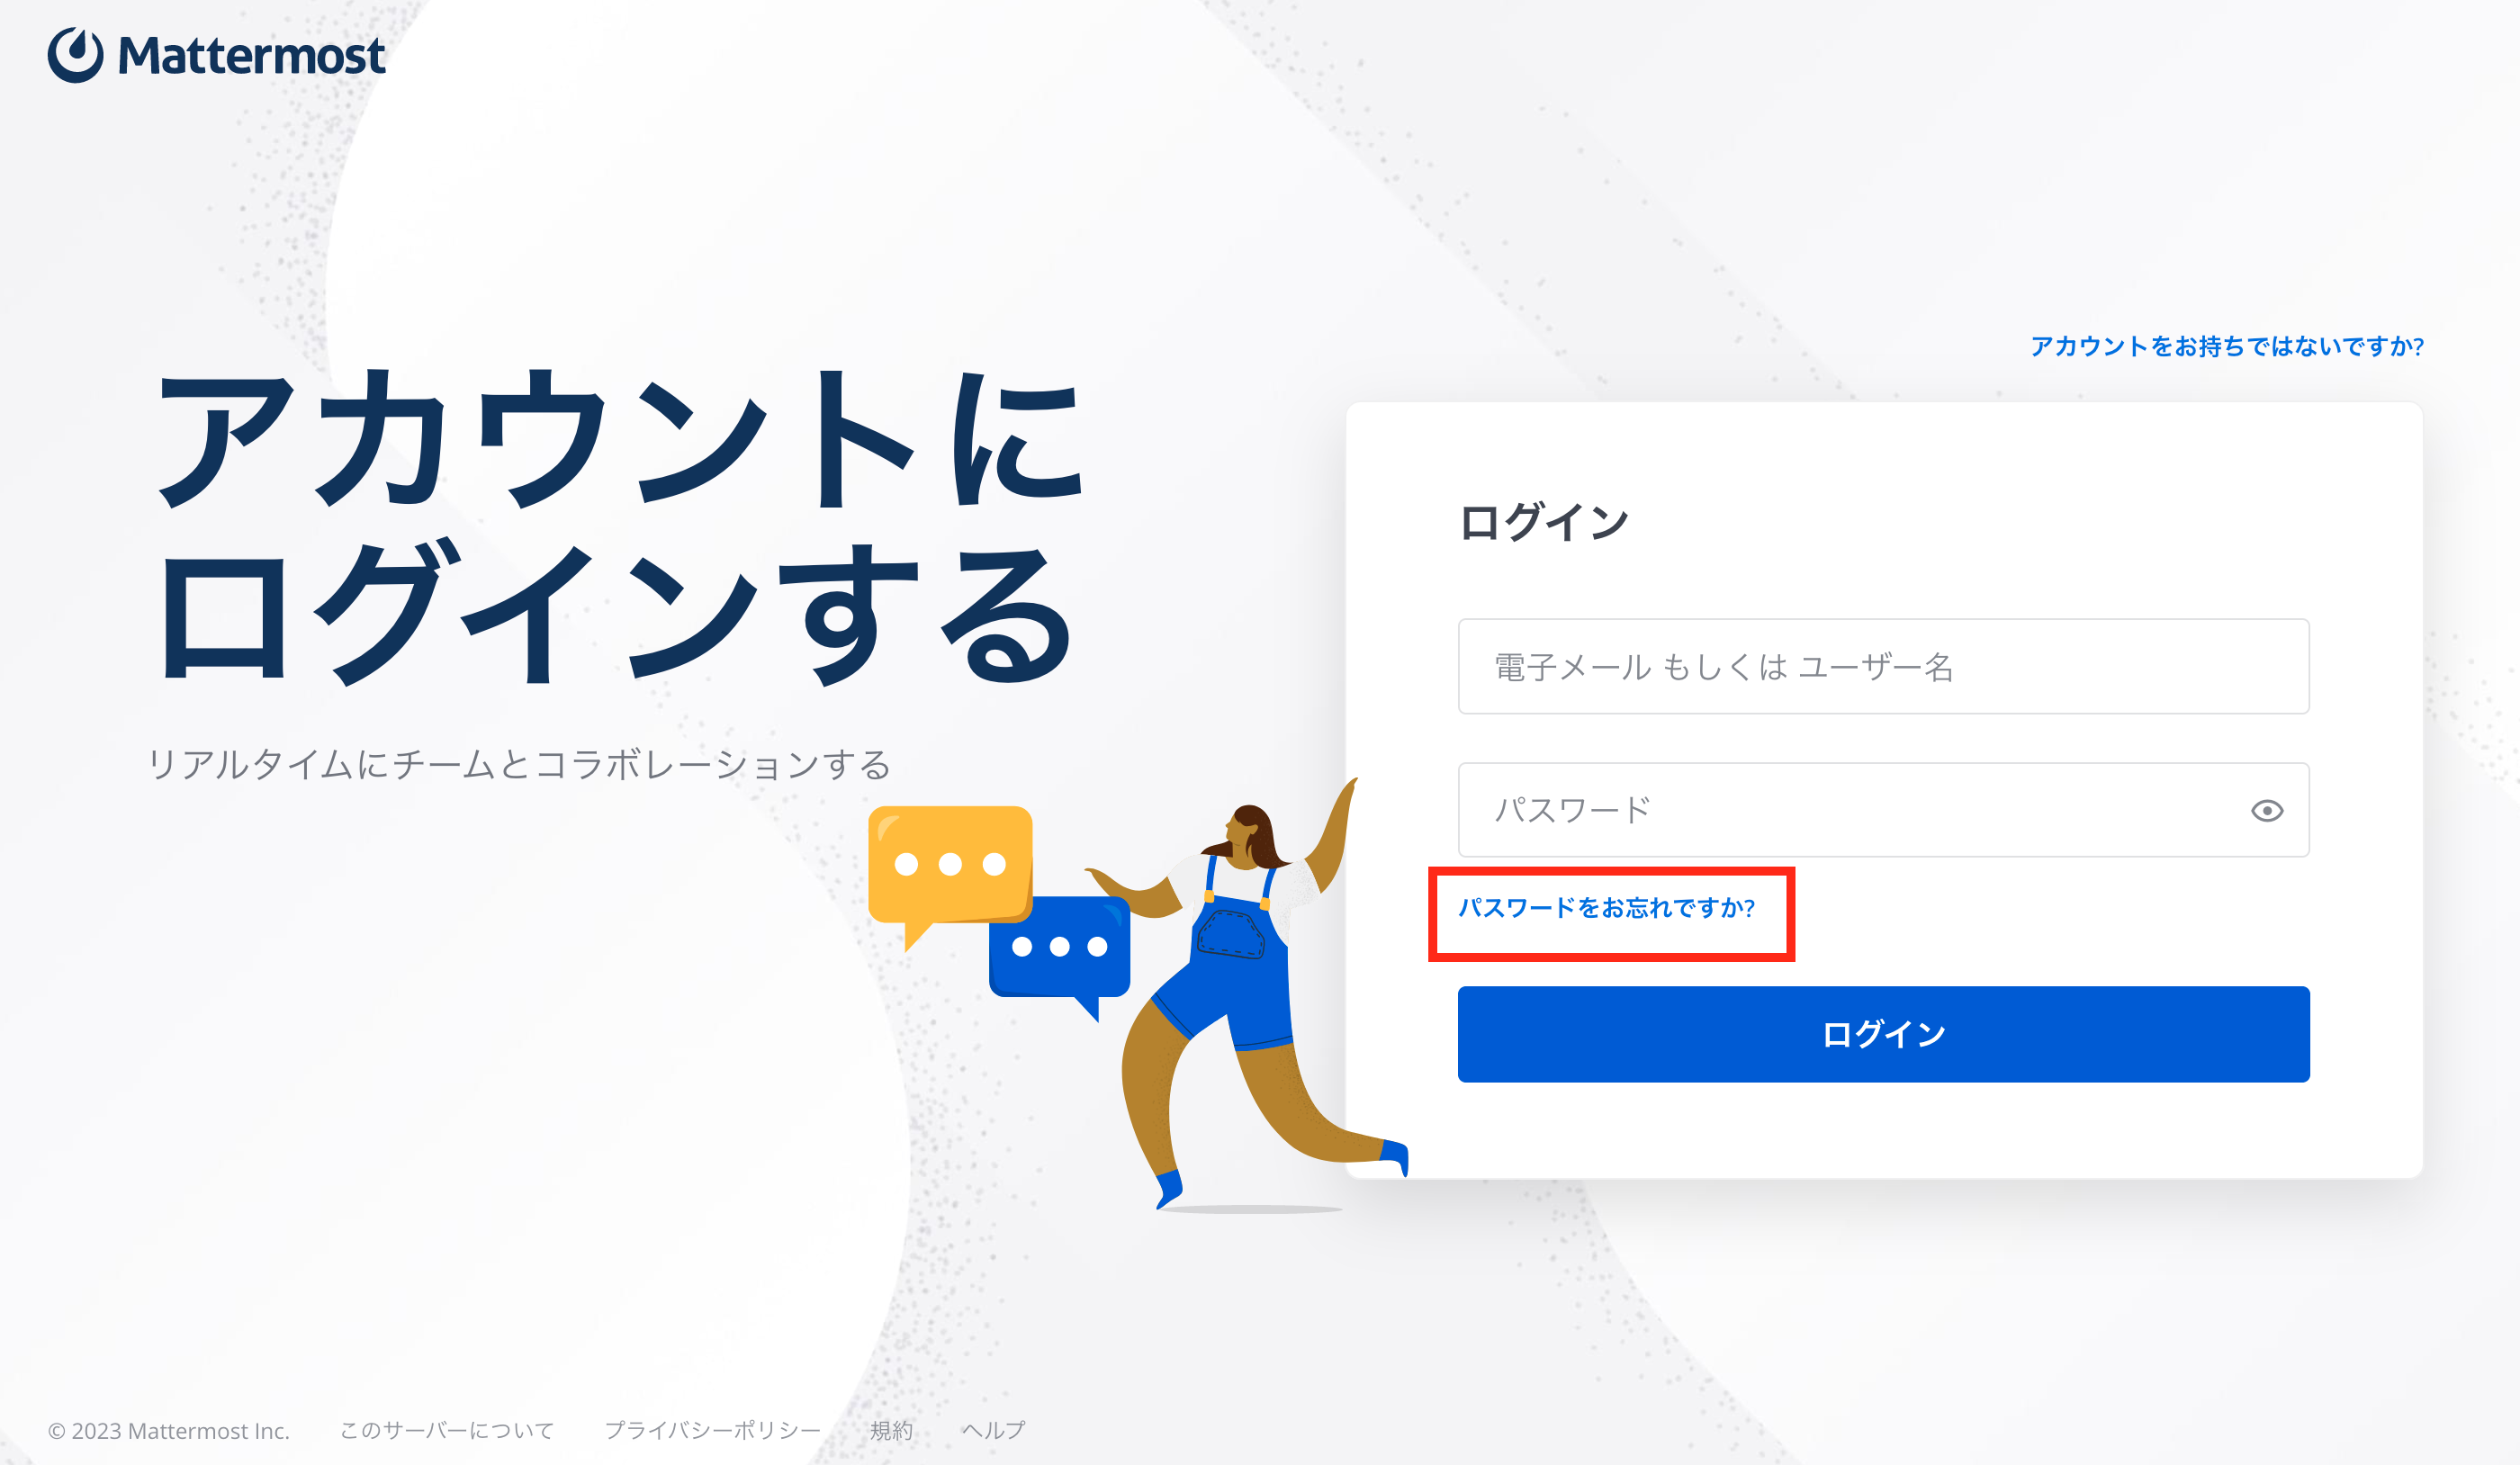 Mattermost
アカウントに
ログインする
リアルタイムにチームとコラボレーションする
アカウントをお持ちではないですか?
ログイン
電子メール もしくは ユーザー名
パスワード
パスワードをお忘れですか?
ログイン
© 2023 Mattermost Inc. このサーバーについて プライバシーポリシー 規約 ヘルプ